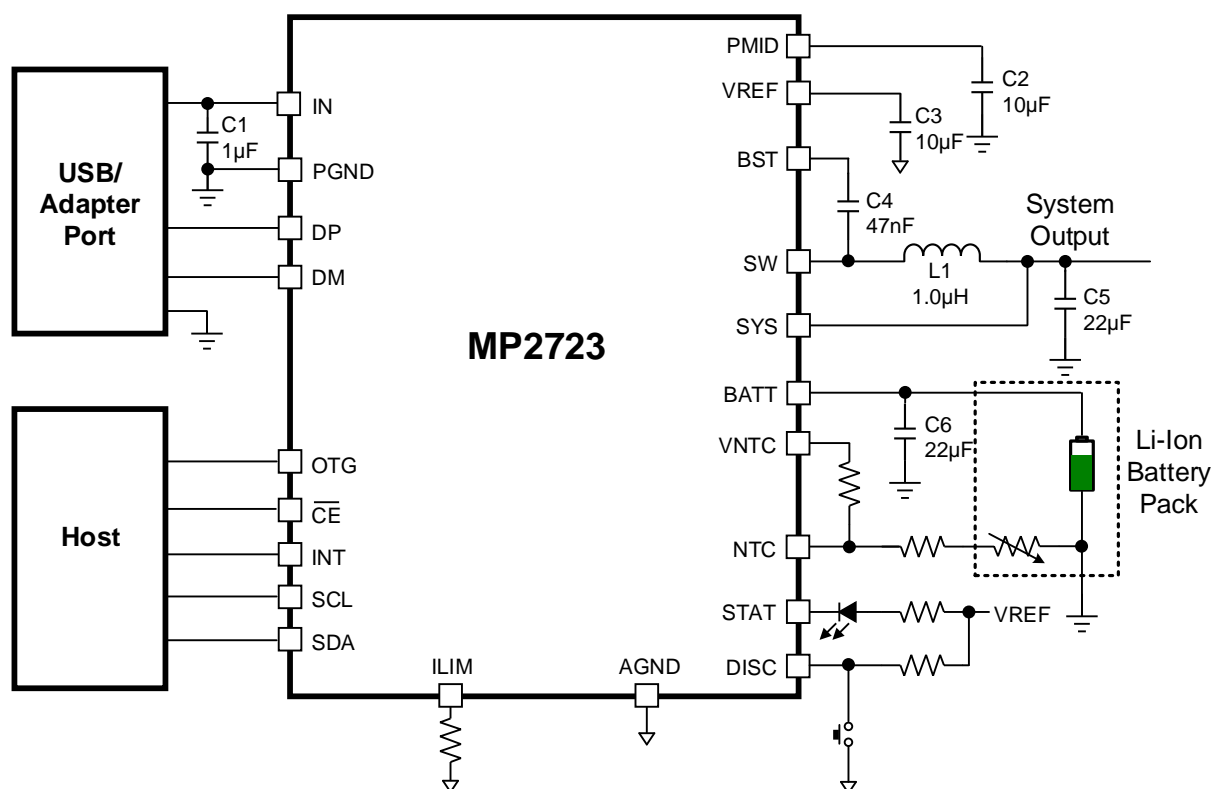 USB/
Adapter
Port
C1
1µF
IN
PGND
DP
DM
Host
OTG
CE
INT
SCL
SDA
MP2723
ILIM
AGND
PMID
VREF
BST
SW
SYS
BATT
VNTC
NTC
STAT
DISC
C2
10µF
C3
10µF
C4
47nF
L1
1.0µH
System
Output
C5
22µF
C6
22µF
Li-Ion
Battery
Pack
VREF